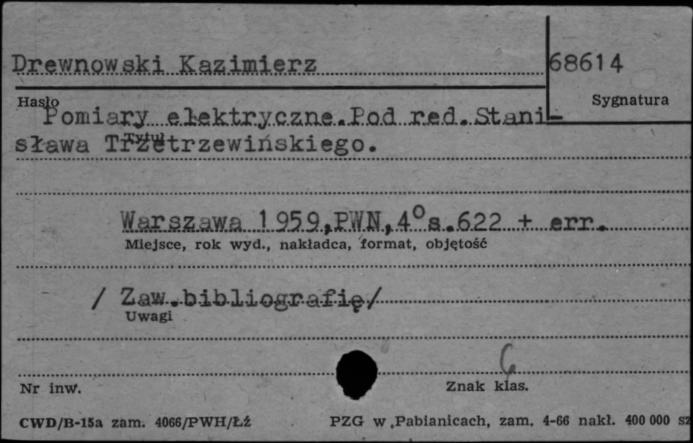 Drewnowski Kazimierz 68614
Hasło Sygnatura
Pomiary elektryczne.Pod red.Stani-
Tytuł
sława Trzetrzewińskiego.
Warszawa 1959,PWN,4°s.622 + err.
Miejsce, rok wyd., nakładca, format, objętość
/ Zaw.bibliografię/
Uwagi
6
Nr inw. Znak klas.
CWD/B-15a zam. 4066/PWH/Łź PZG w Pabianicach, zam. 4-66 nakł. 400 000 sz